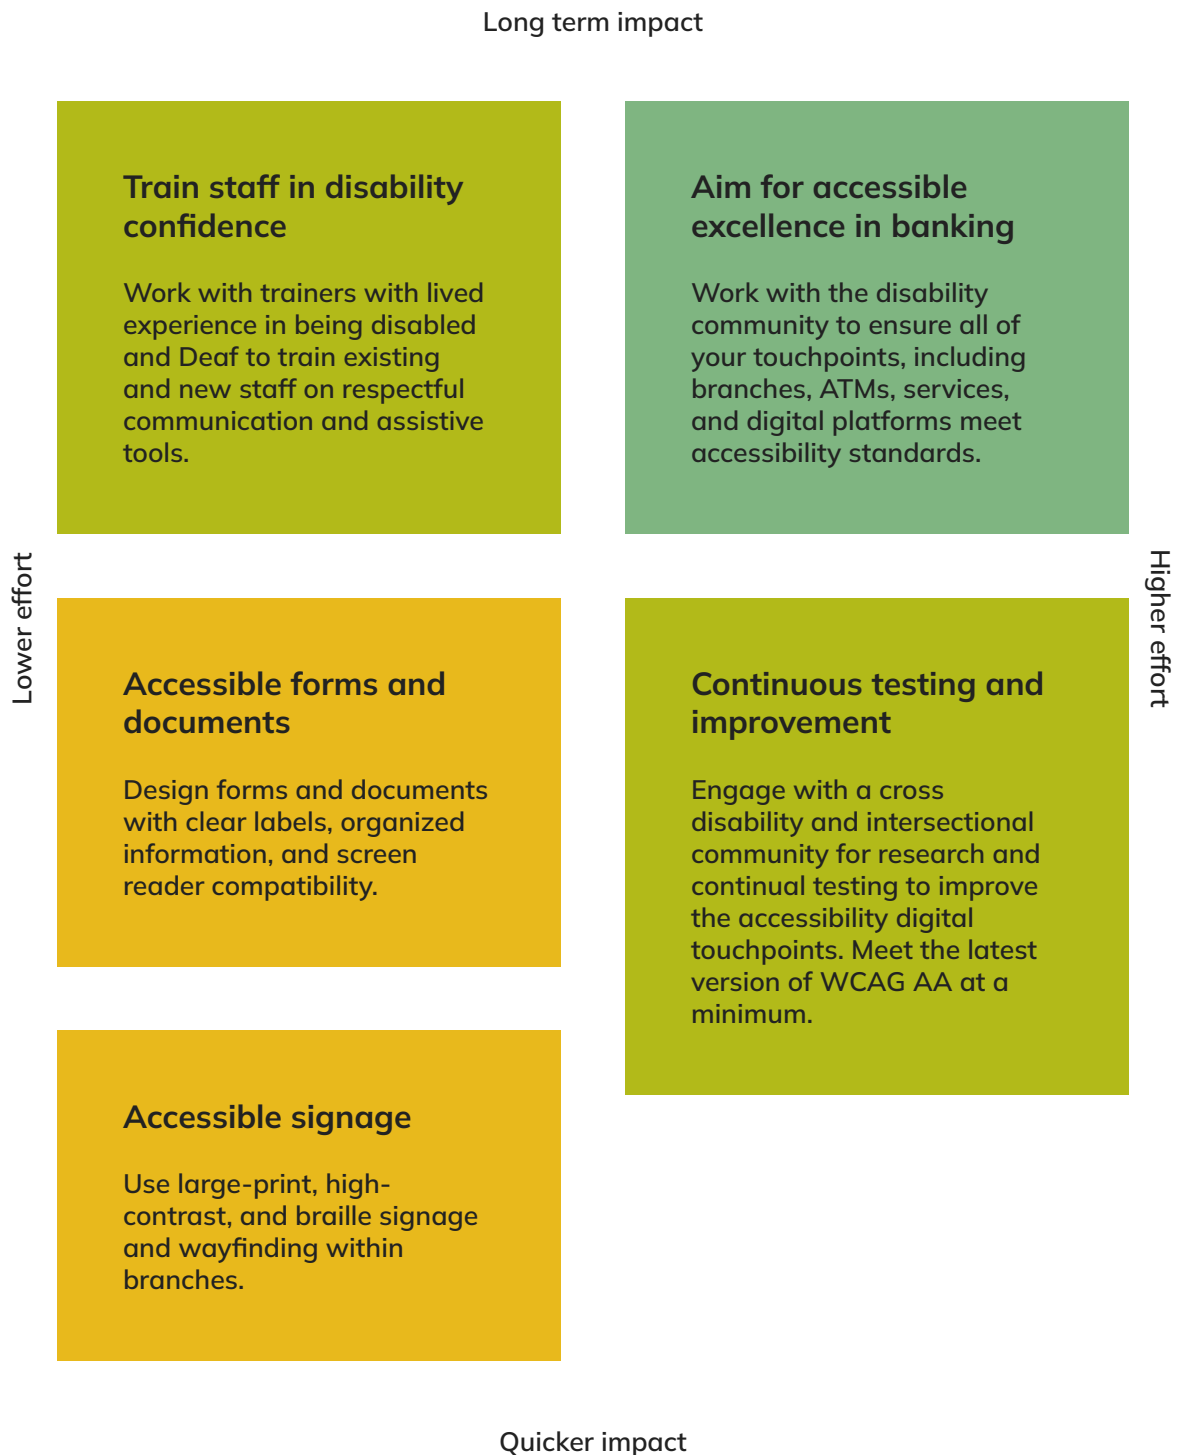 Long term impact
Train staff in disability
confidence
Work with trainers with lived
experience in being disabled
and Deaf to train existing
and new staff on respectful
communication and assistive
tools.
Aim for accessible
excellence in banking
Work with the disability
community to ensure all of
your touchpoints, including
branches, ATMs, services,
and digital platforms meet
accessibility standards.
Lower effort
Higher effort
Accessible forms and
documents
Design forms and documents
with clear labels, organized
information, and screen
reader compatibility.
Continuous testing and
improvement
Engage with a cross
disability and intersectional
community for research and
continual testing to improve
the accessibility digital
touchpoints. Meet the latest
version of WCAG AA at a
minimum.
Accessible signage
Use large-print, high-
contrast, and braille signage
and wayfinding within
branches.
Quicker impact